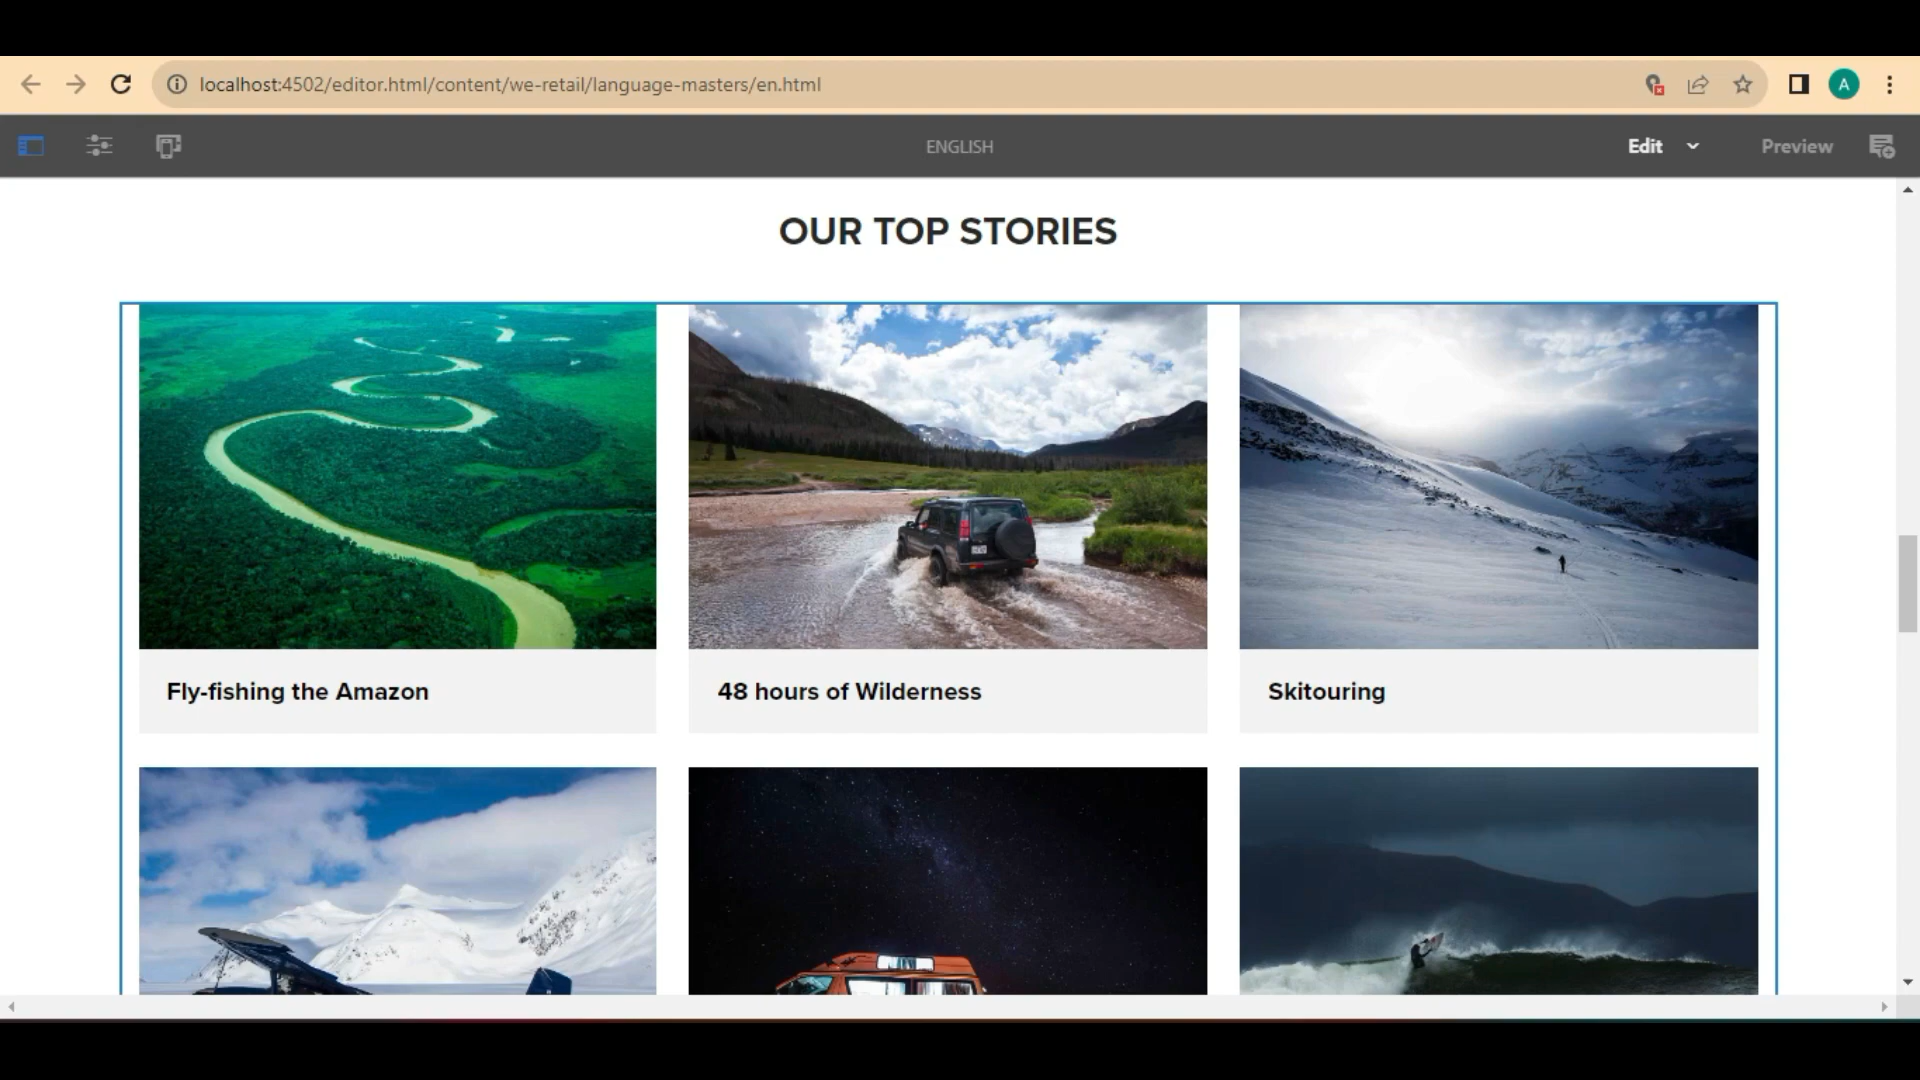 localhost:4502/editor.html/content/we-retail/language-masters/en.html
A
ENGLISH
Edit
Preview
OUR TOP STORIES
Fly-fishing the Amazon
48 hours of Wilderness
Skitouring